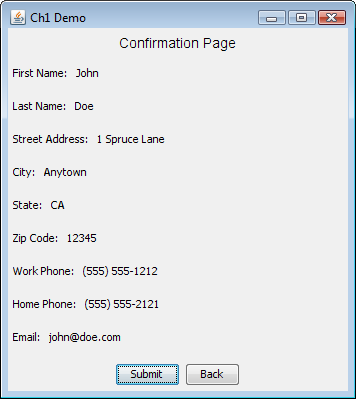 Ch1 Demo
Confirmation Page
First Name: John
Last Name: Doe
Street Address: 1 Spruce Lane
City: Anytown
State: CA
Zip Code: 12345
Work Phone: (555) 555-1212
Home Phone: (555) 555-2121
Email: john@doe.com
Submit Back